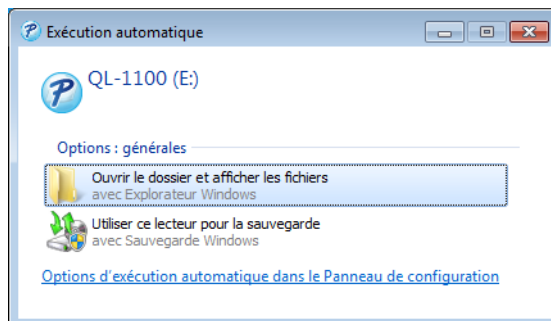 Exécution automatique
QL-1100 (E:)
Options : générales
Ouvrir le dossier et afficher les fichiers
avec Explorateur Windows
Utiliser ce lecteur pour la sauvegarde
avec Sauvegarde Windows
Options d'exécution automatique dans le Panneau de configuration